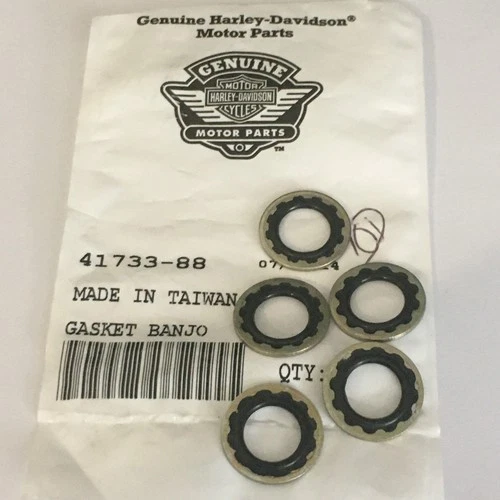 Genuine Harley-Davidson®
Motor Parts
GENUINE
MOTOR
HARLEY-DAVIDSON
CYCLES
MOTOR PARTS
TM
41733-88
MADE IN TAIWAN
GASKET BANJO
QTY: